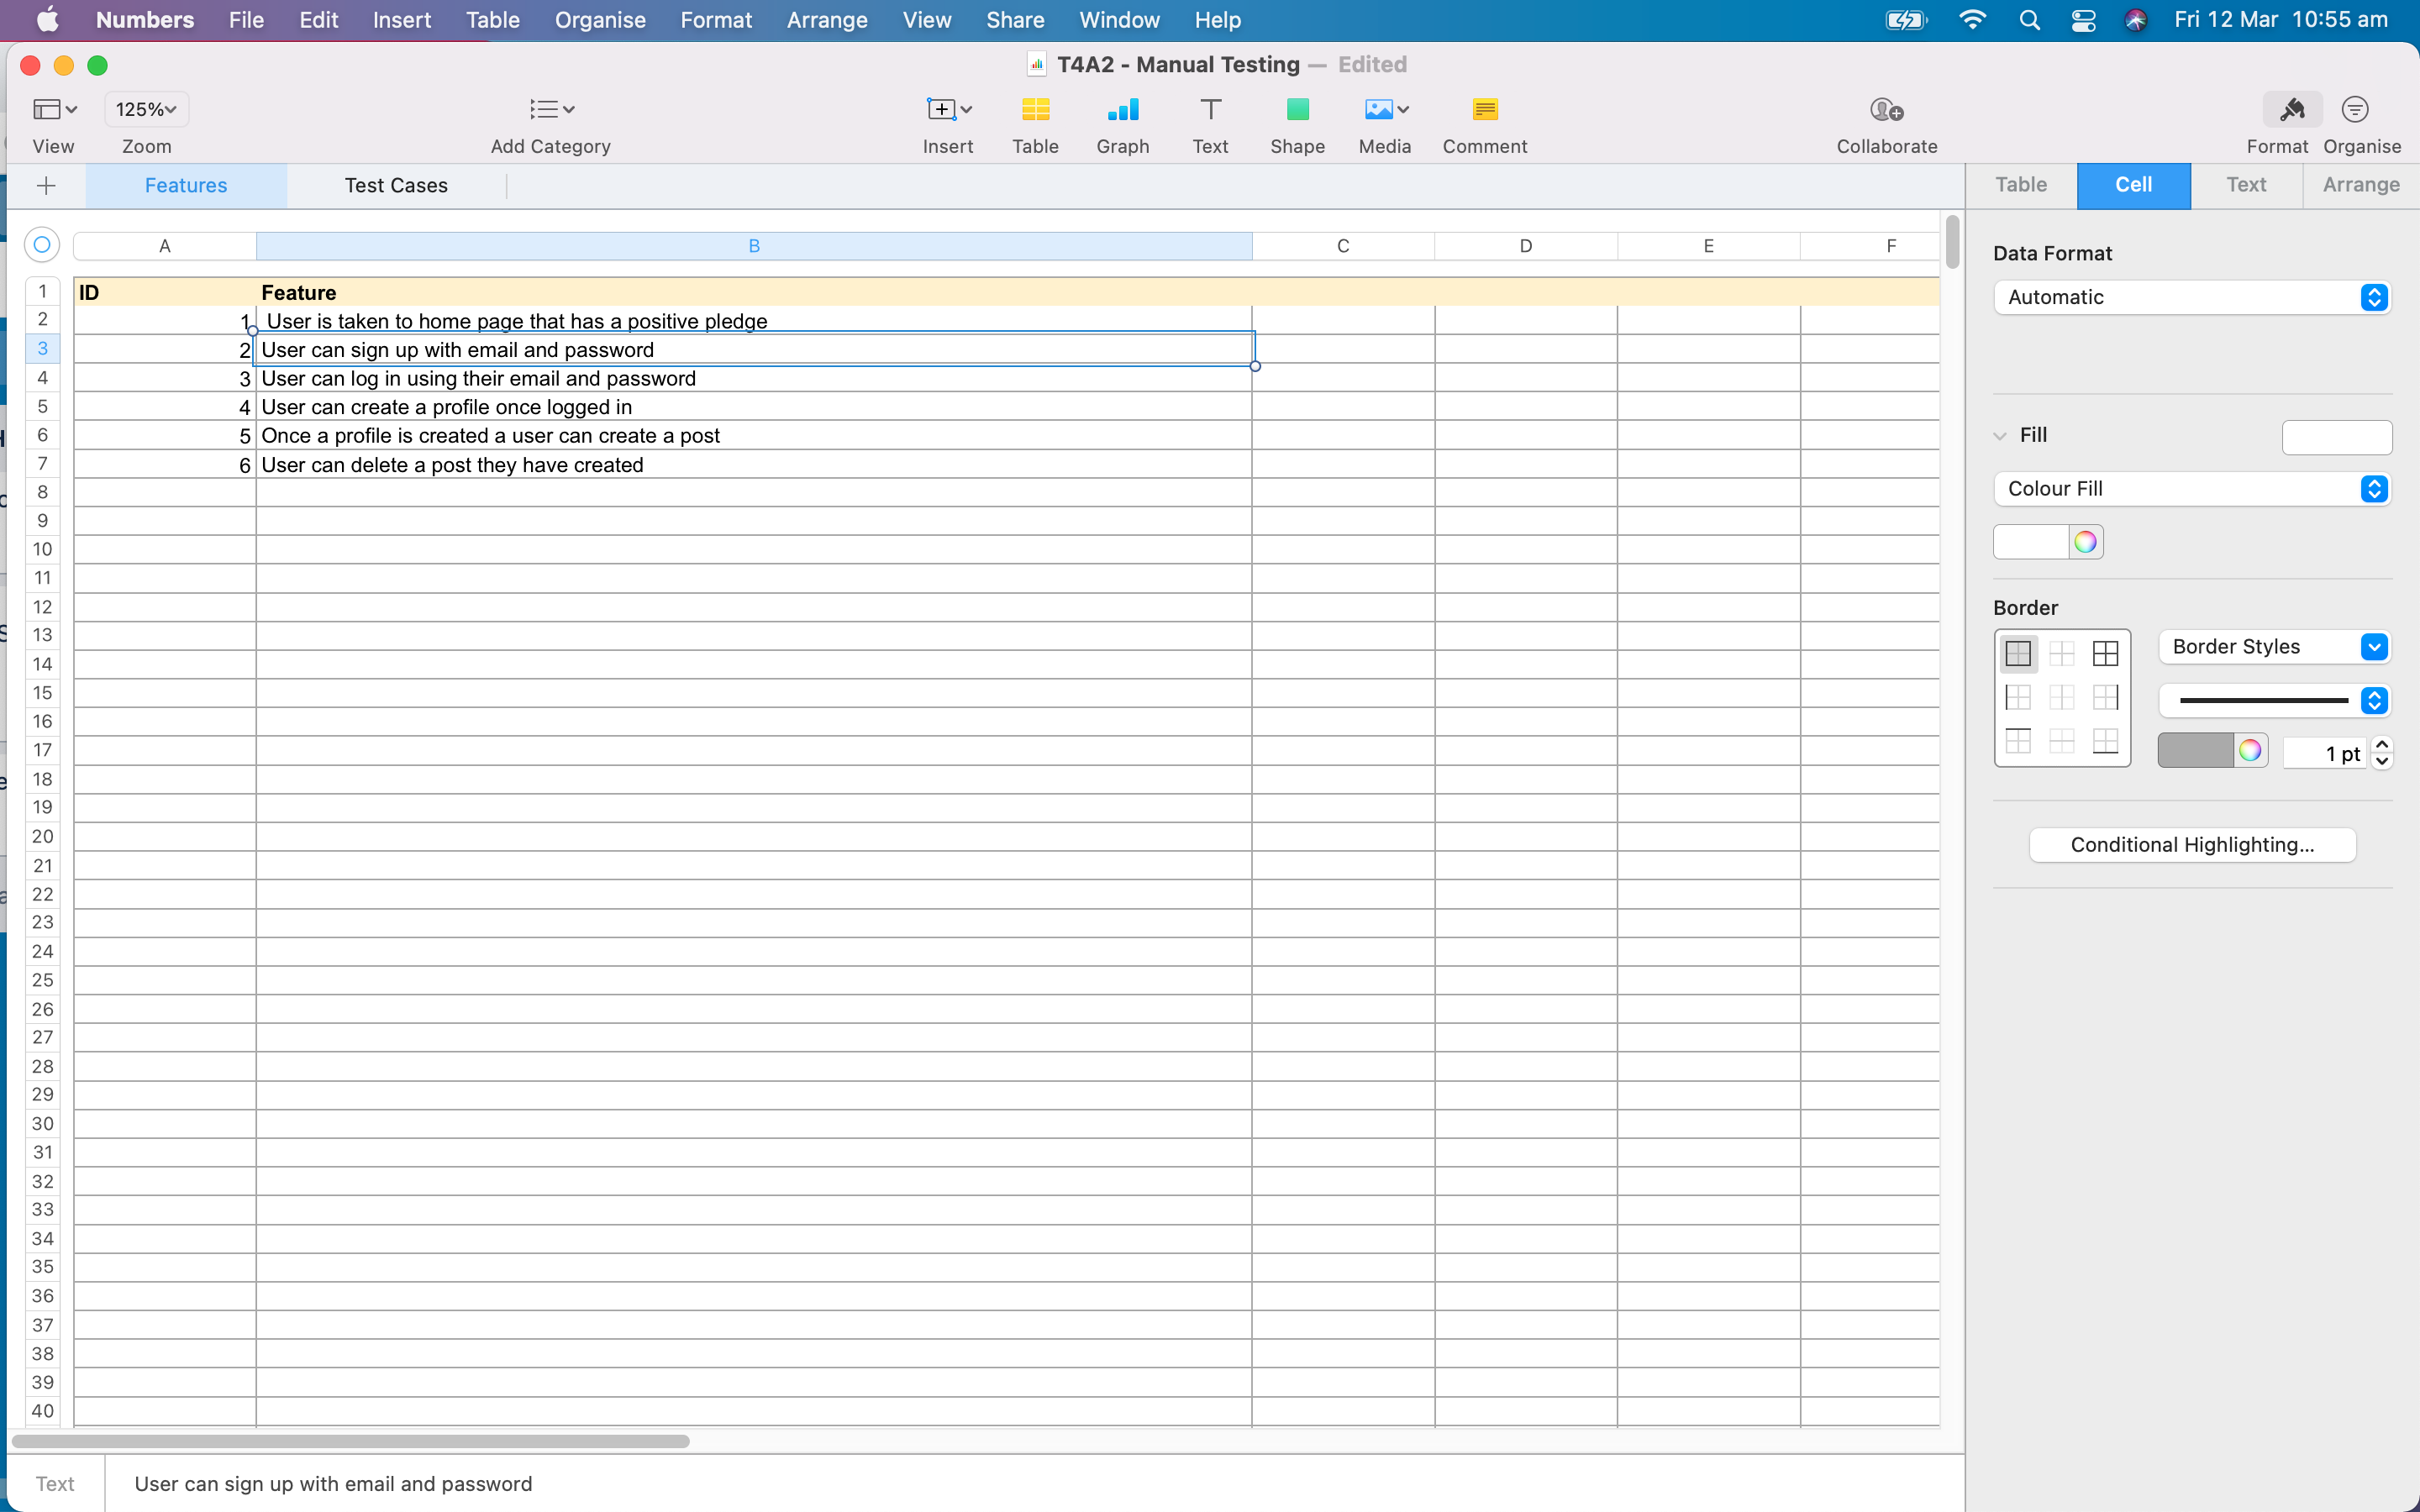 Numbers File Edit Insert Table Organise Format Arrange View Share Window Help Fri 12 Mar 10:55 am
T4A2 - Manual Testing — Edited
125%
View Zoom Add Category Insert Table Graph Text Shape Media Comment Collaborate Format Organise
Features Test Cases Table Cell Text Arrange
A B C D E F
1 ID Feature
2 1 User is taken to home page that has a positive pledge
3 2 User can sign up with email and password
4 3 User can log in using their email and password
5 4 User can create a profile once logged in
6 5 Once a profile is created a user can create a post
7 6 User can delete a post they have created
8
9
10
11
12
13
14
15
16
17
18
19
20
21
22
23
24
25
26
27
28
29
30
31
32
33
34
35
36
37
38
39
40
Data Format
Automatic
Fill
Colour Fill
Border
Border Styles
1 pt
Conditional Highlighting...
Text User can sign up with email and password